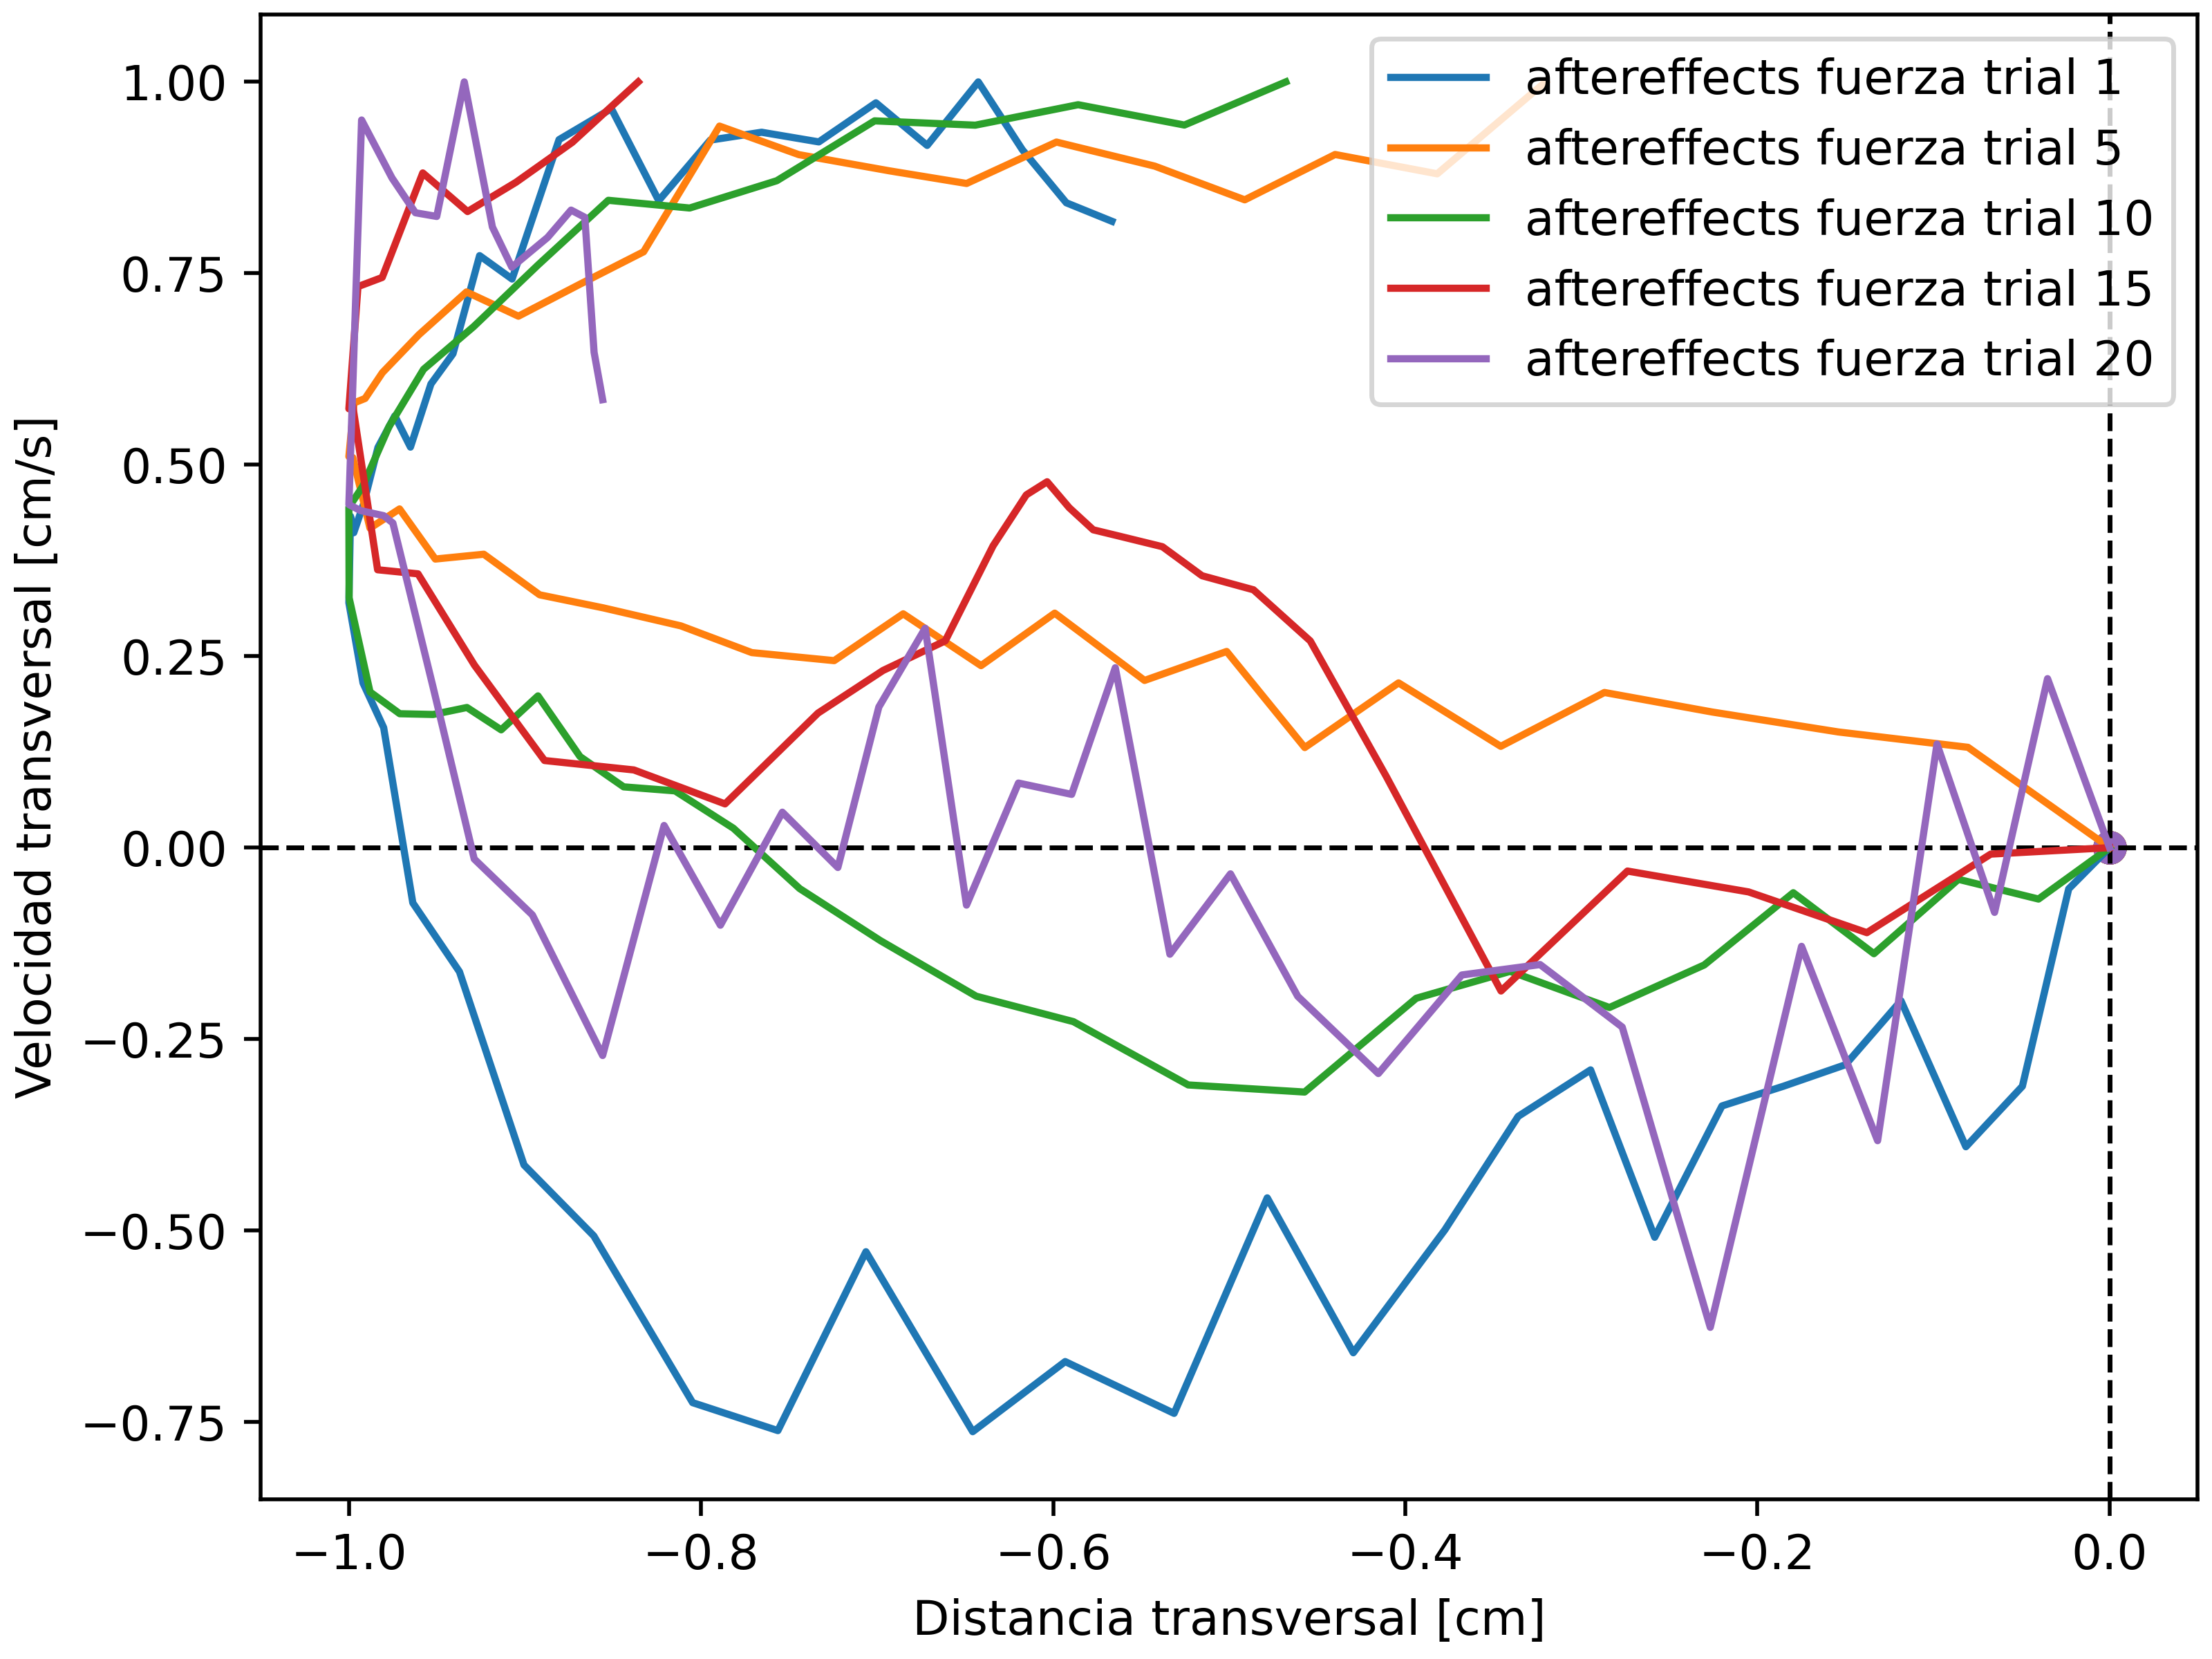 aftereffects fuerza trial 1
aftereffects fuerza trial 5
aftereffects fuerza trial 10
aftereffects fuerza trial 15
aftereffects fuerza trial 20
1.00
0.75
0.50
0.25
0.00
−0.25
−0.50
−0.75
Velocidad transversal [cm/s]
−1.0 −0.8 −0.6 −0.4 −0.2 0.0
Distancia transversal [cm]